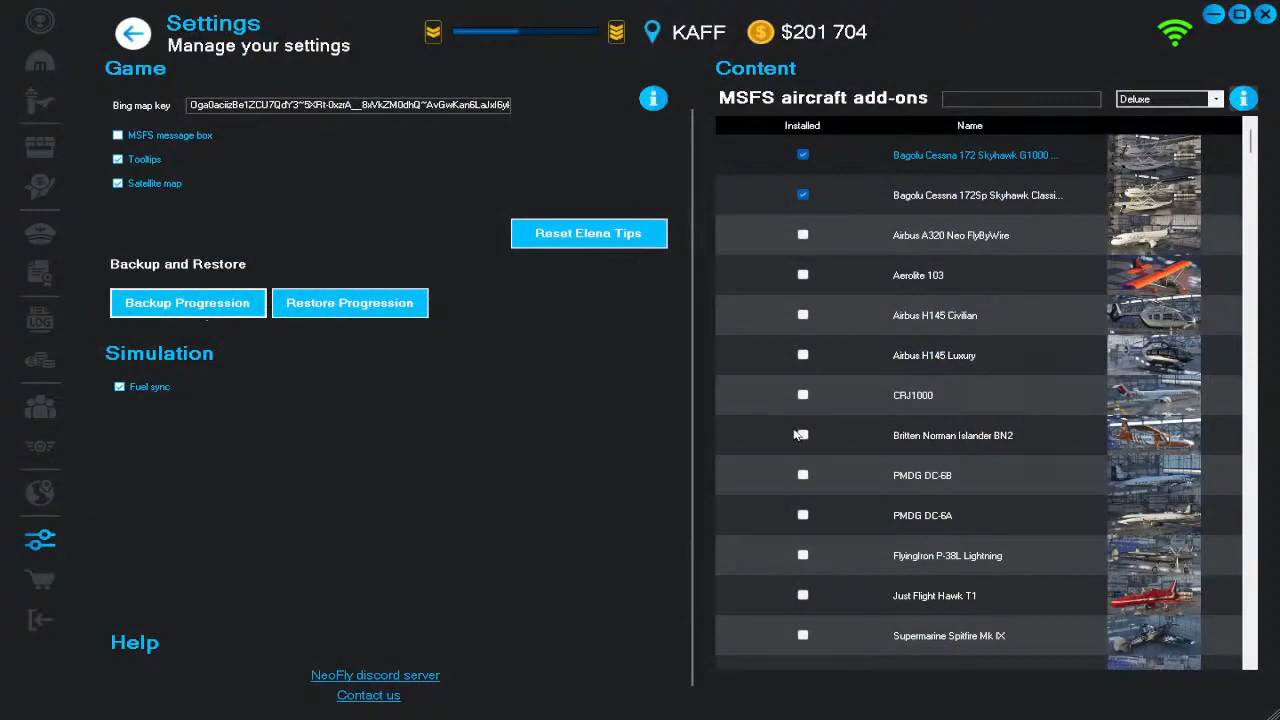 Settings
Manage your settings
KAFF
$201 704
Game
Bing map key
MSFS message box
Tooltips
Satellite map
Reset Elena Tips
Backup and Restore
Backup Progression
Restore Progression
Simulation
Fuel sync
Help
NeoFly discord server
Contact us
Content
MSFS aircraft add-ons
Deluxe
Installed
Name
Bagolu Cessna 172 Skyhawk G1000 ...
Bagolu Cessna 172Sp Skyhawk Classi...
Airbus A320 Neo FlyByWire
Aerolite 103
Airbus H145 Civilian
Airbus H145 Luxury
CRJ1000
Britten Norman Islander BN2
PMDG DC-6B
PMDG DC-6A
FlyingIron P-38L Lightning
Just Flight Hawk T1
Supermarine Spitfire Mk IX
LOG